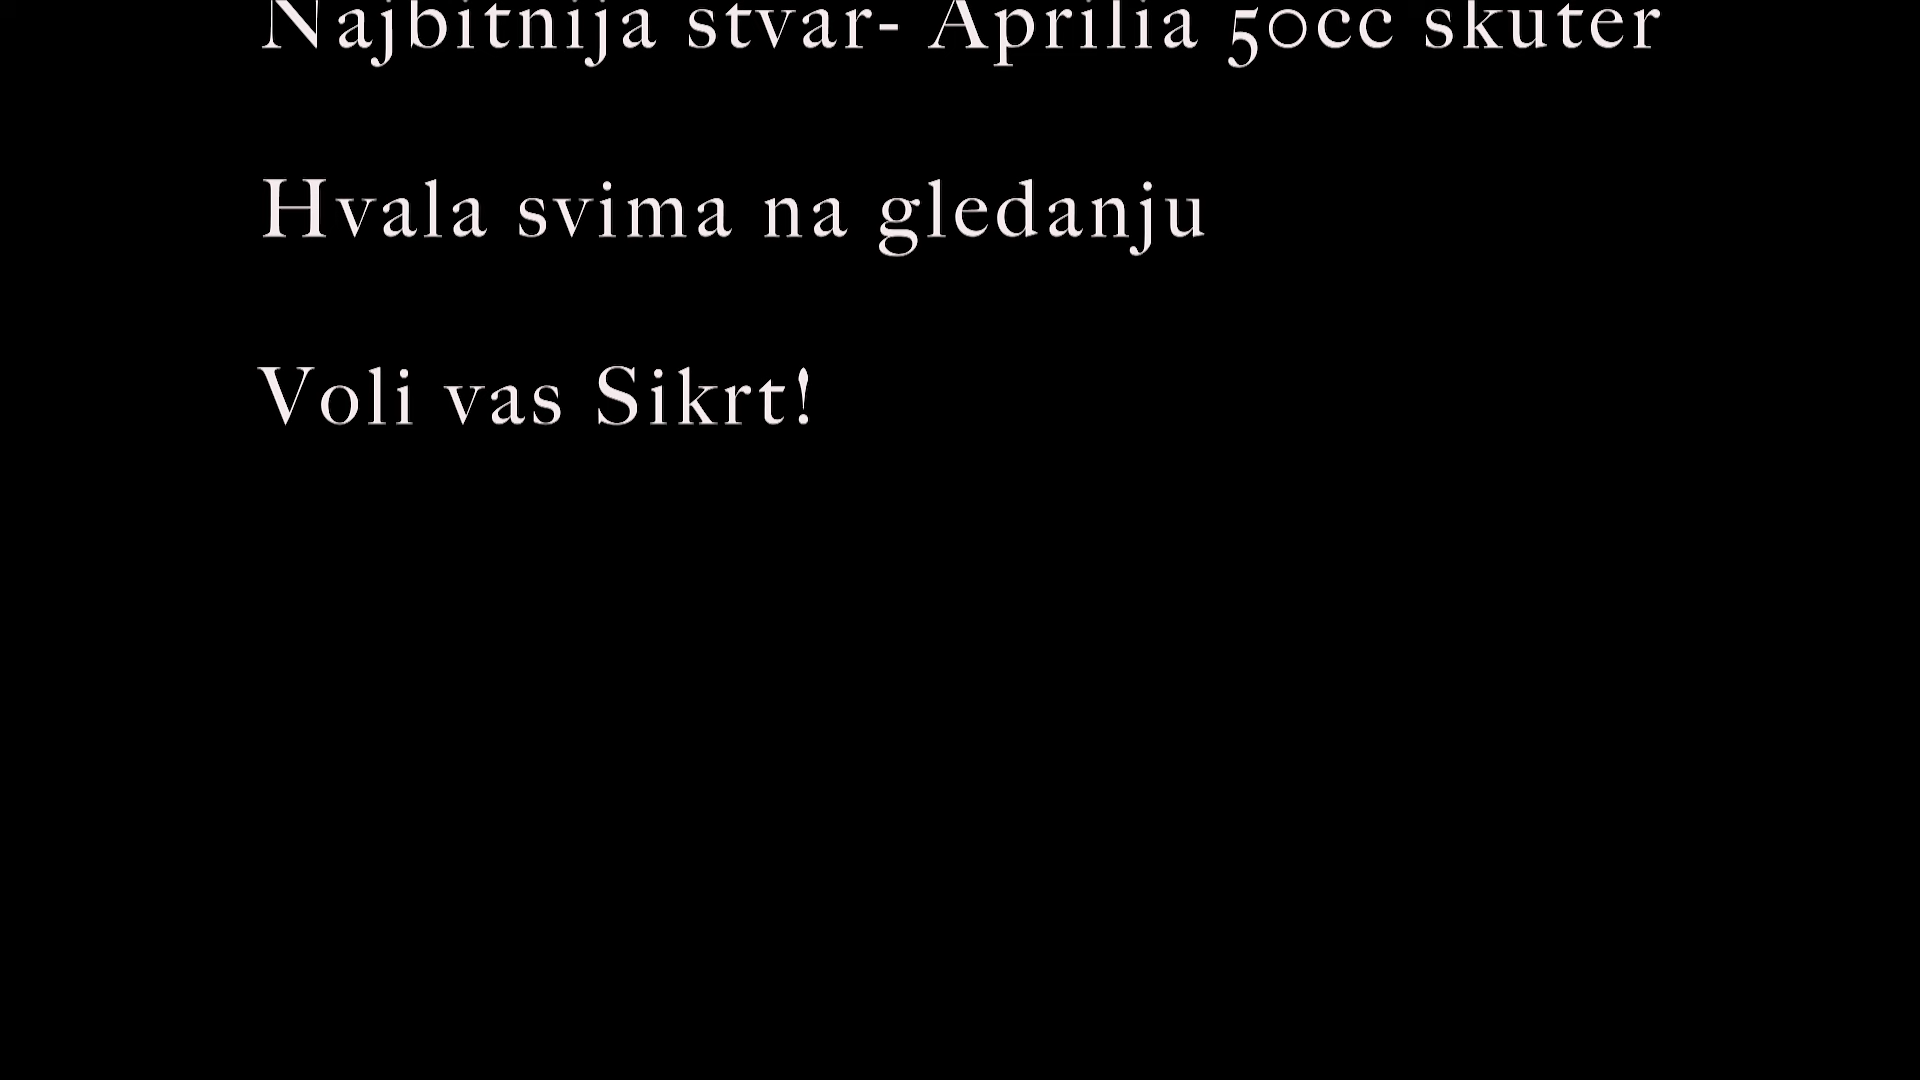 Najbitnija stvar- Aprilia 50cc skuter
Hvala svima na gledanju
Voli vas Sikrt!